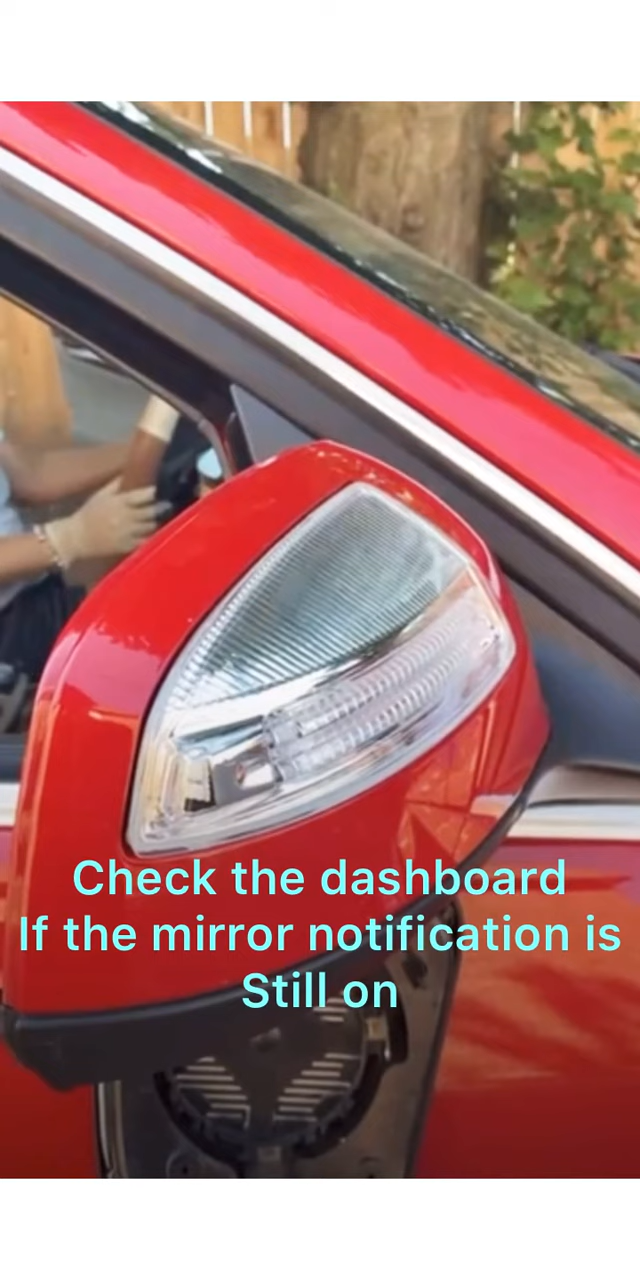 Check the dashboard
If the mirror notification is
Still on